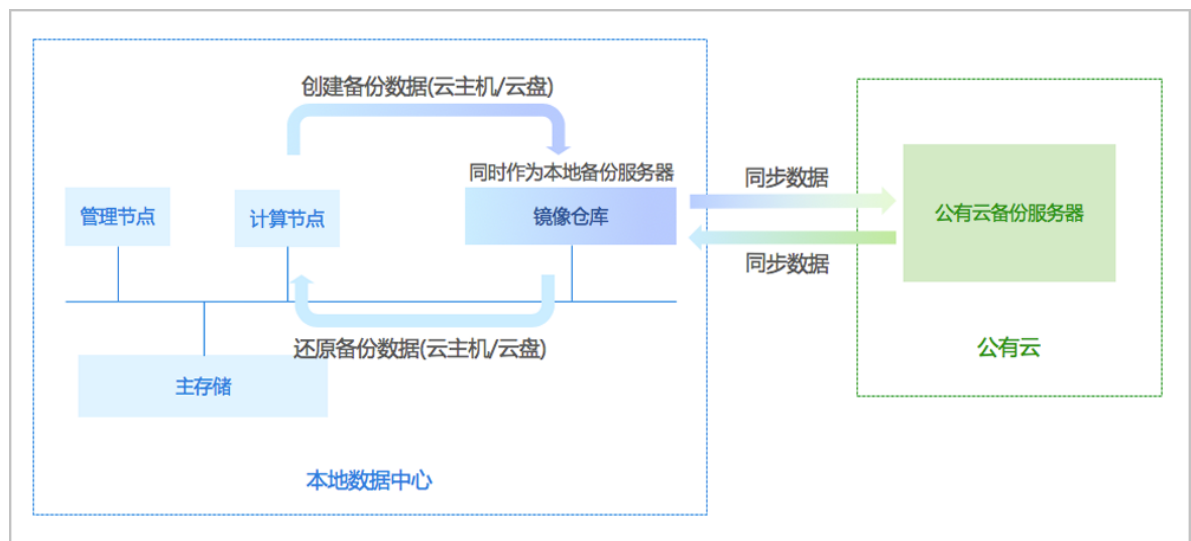 创建备份数据(云主机/云盘)
同时作为本地备份服务器
管理节点
计算节点
镜像仓库
还原备份数据(云主机/云盘)
主存储
本地数据中心
同步数据
同步数据
公有云备份服务器
公有云